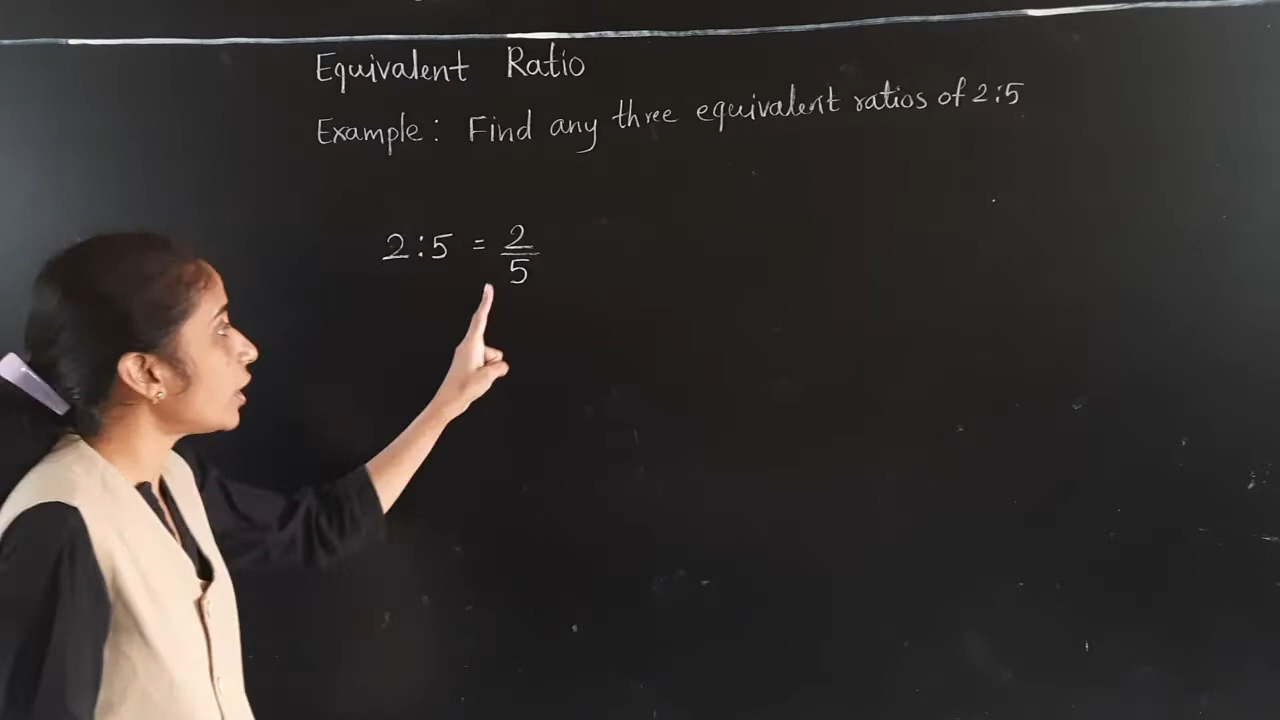 Equivalent Ratio
Example: Find any three equivalent ratios of 2:5
2:5 = 2/5